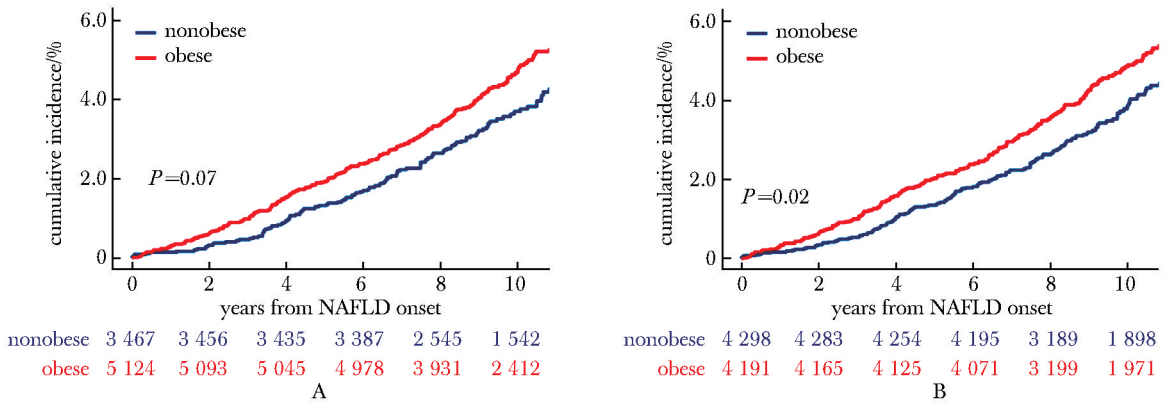 6.0
nonobese
obese
4.0
cumulative incidence/%
P=0.07
2.0
0
0 2 4 6 8 10
years from NAFLD onset
nonobese 3 467 3 456 3 435 3 387 2 545 1 542
obese 5 124 5 093 5 045 4 978 3 931 2 412
A
6.0
nonobese
obese
4.0
cumulative incidence/%
P=0.02
2.0
0
0 2 4 6 8 10
years from NAFLD onset
nonobese 4 298 4 283 4 254 4 195 3 189 1 898
obese 4 191 4 165 4 125 4 071 3 199 1 971
B